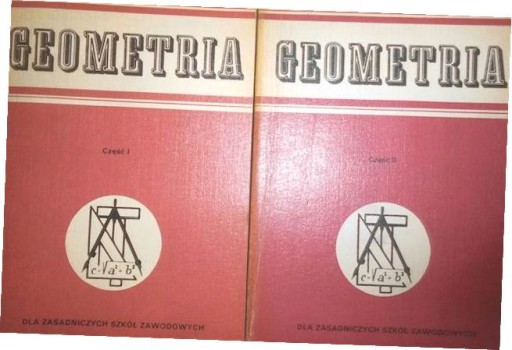 GEOMETRIA
Część I
c=√a²+b²
DLA ZASADNICZYCH SZKÓŁ ZAWODOWYCH
GEOMETRIA
Część II
c=√a²+b²
DLA ZASADNICZYCH SZKÓŁ ZAWODOWYCH